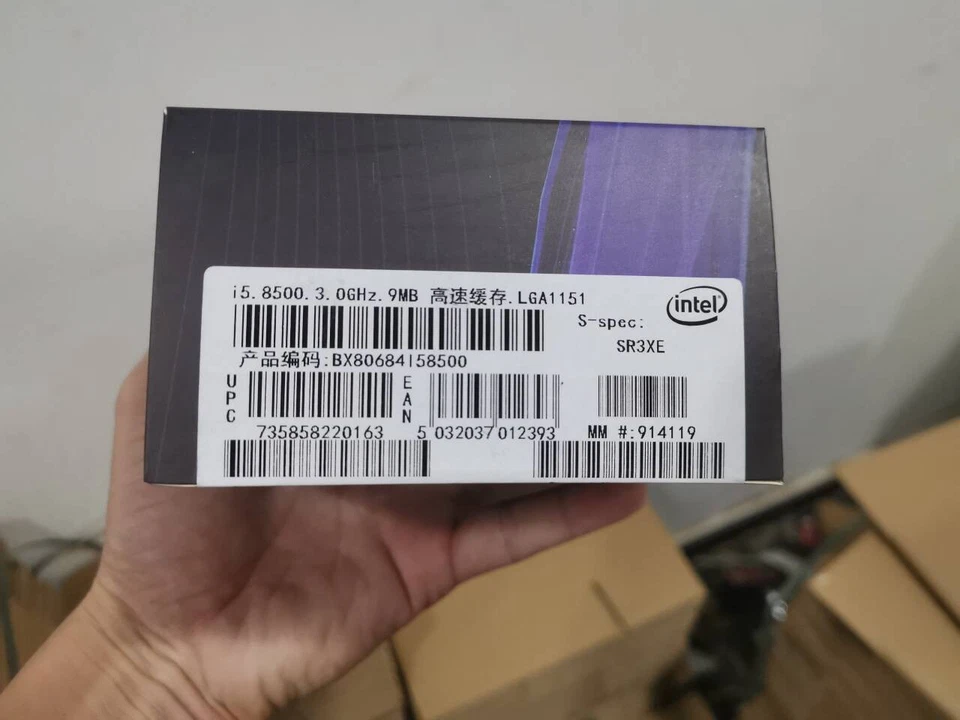 i5.8500.3.0GHz.9MB 高速缓存.LGA1151
intel
S-spec:
SR3XE
产品编码:BX80684I58500
UPC
735858220163
EAN
5 032037 012393
MM #:914119